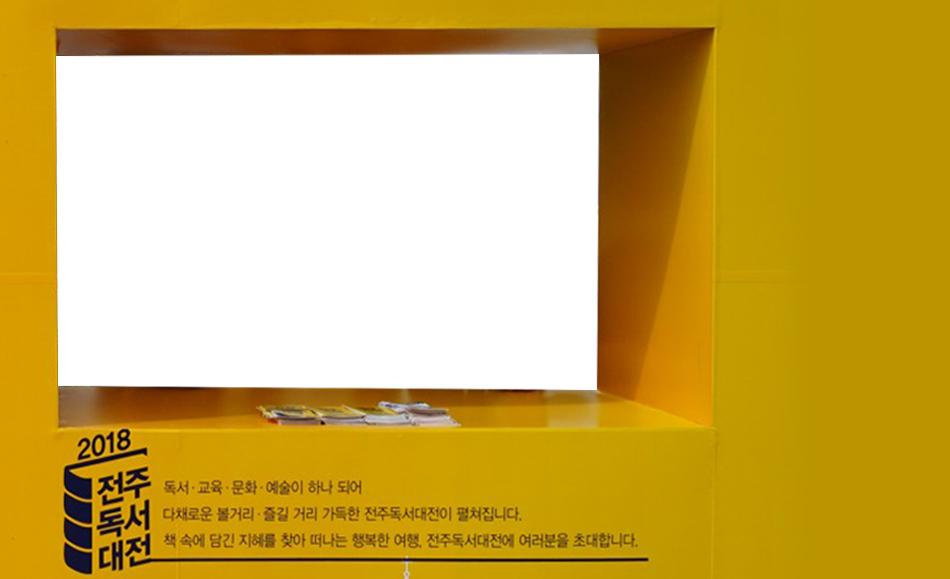 2018
전주
독서
대전
독서·교육·문화·예술이 하나 되어
다채로운 볼거리·즐길 거리 가득한 전주독서대전이 펼쳐집니다.
책 속에 담긴 지혜를 찾아 떠나는 행복한 여행, 전주독서대전에 여러분을 초대합니다.